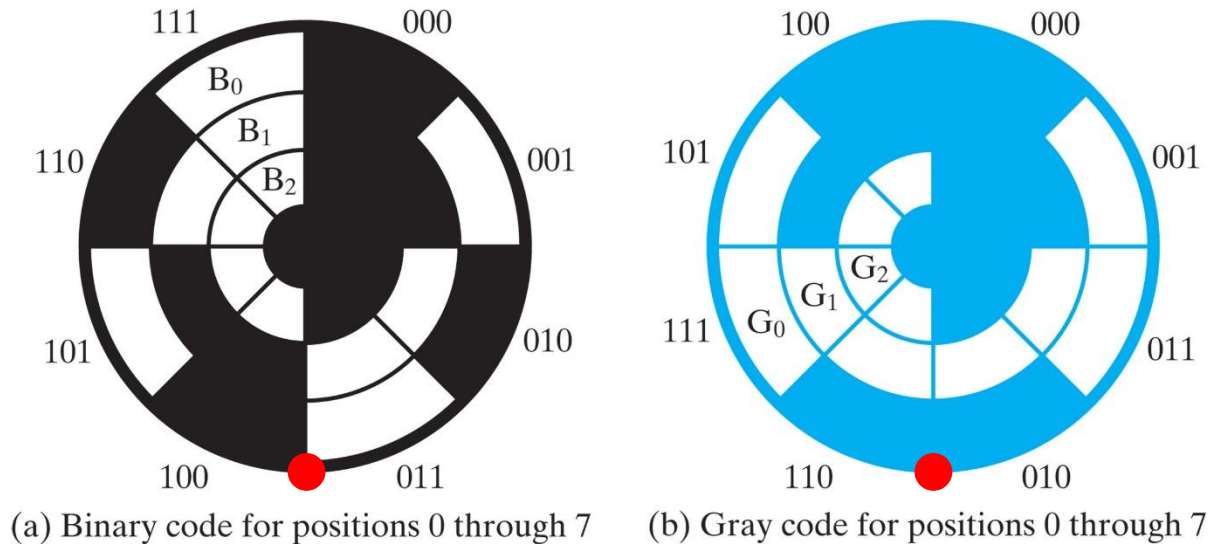 111
000
B₀
B₁
B₂
110
001
101
010
100
011
(a) Binary code for positions 0 through 7
100
000
101
001
G₂
G₁
G₀
111
011
110
010
(b) Gray code for positions 0 through 7